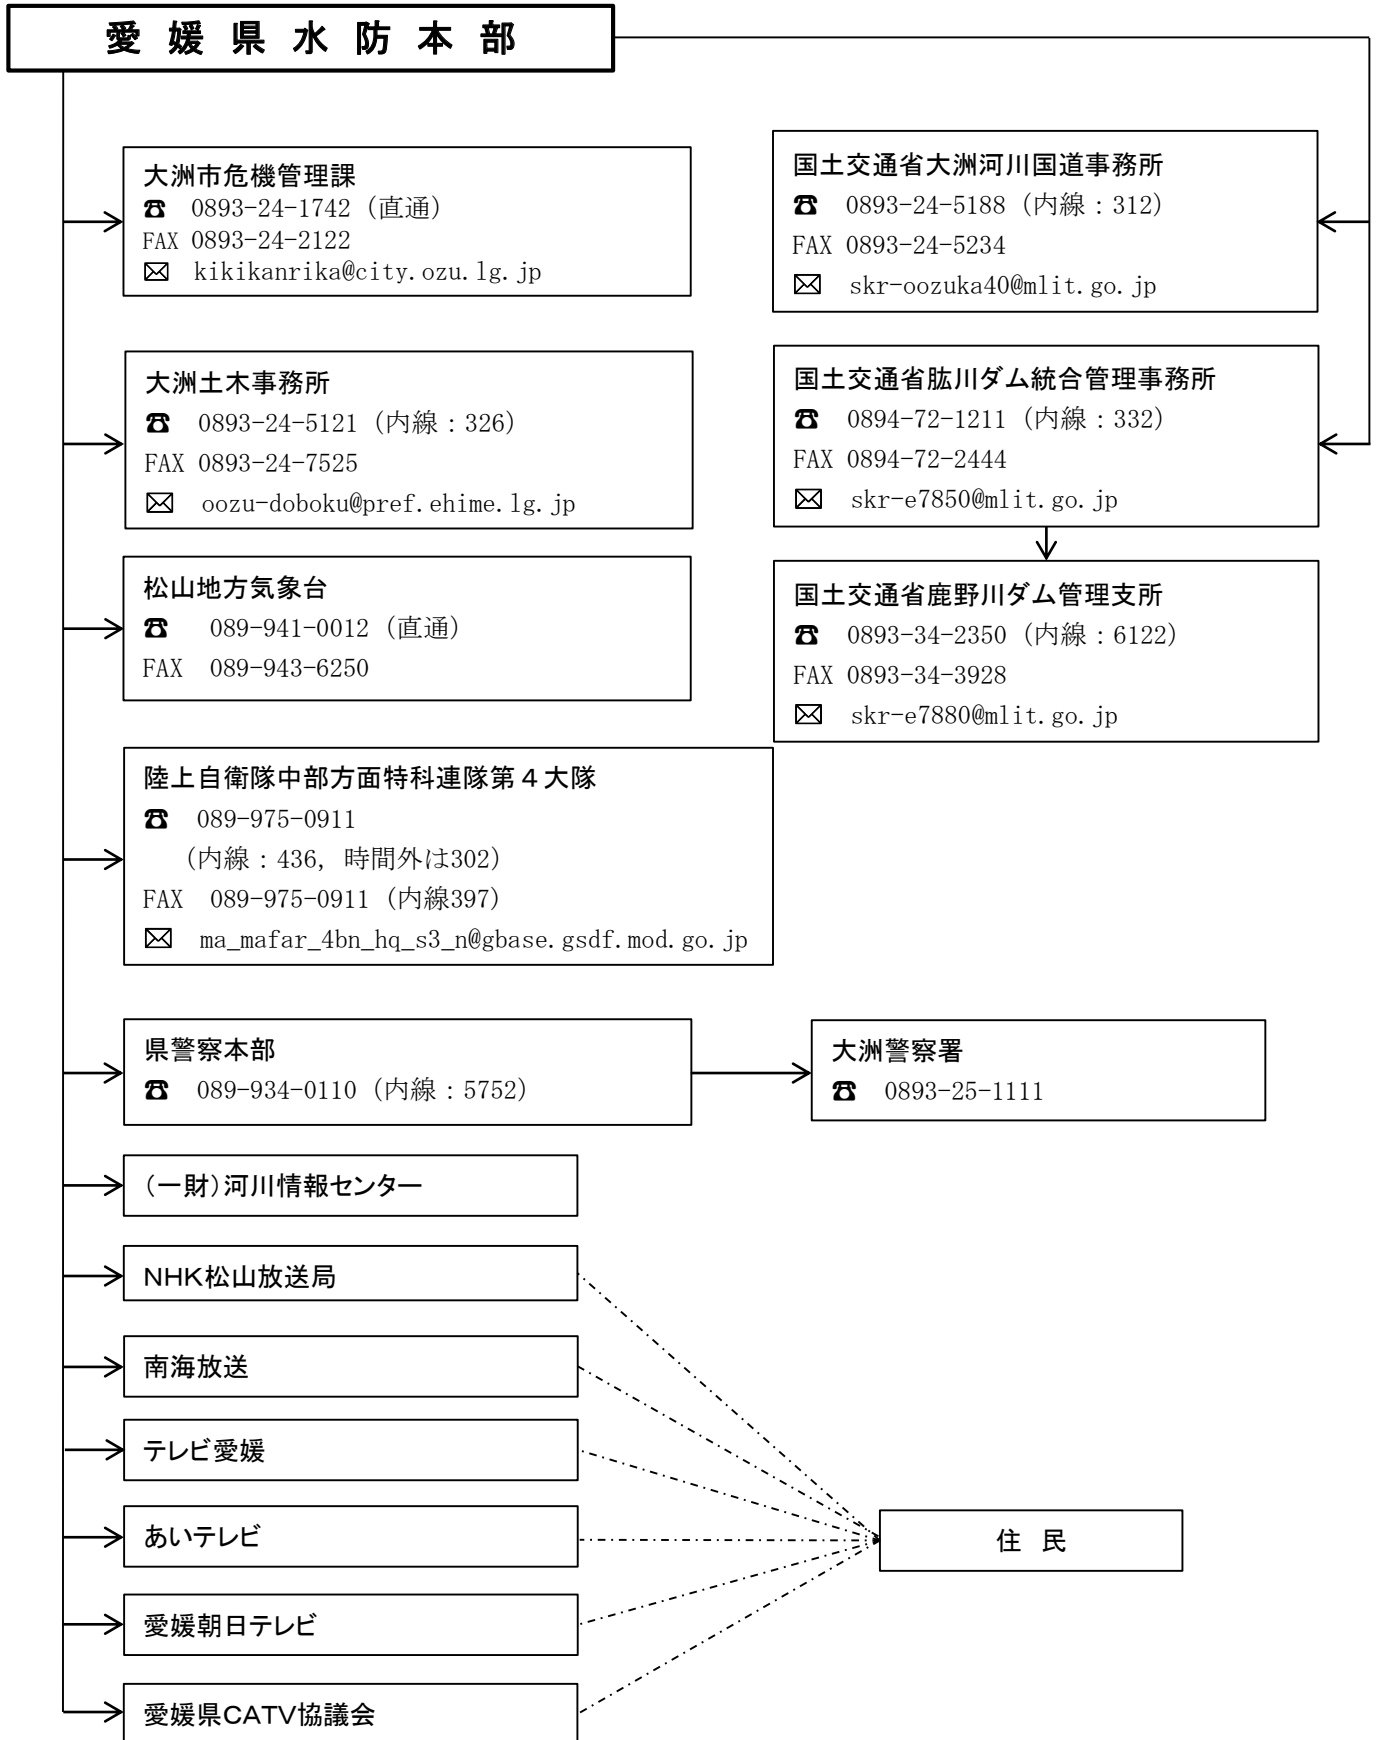 愛媛県水防本部
大洲市危機管理課
☎ 0893-24-1742（直通）
FAX 0893-24-2122
✉ kikikanrika@city.ozu.lg.jp
国土交通省大洲河川国道事務所
☎ 0893-24-5188（内線：312）
FAX 0893-24-5234
✉ skr-oozuka40@mlit.go.jp
大洲土木事務所
☎ 0893-24-5121（内線：326）
FAX 0893-24-7525
✉ oozu-doboku@pref.ehime.lg.jp
国土交通省肱川ダム統合管理事務所
☎ 0894-72-1211（内線：332）
FAX 0894-72-2444
✉ skr-e7850@mlit.go.jp
松山地方気象台
☎ 089-941-0012（直通）
FAX 089-943-6250
国土交通省鹿野川ダム管理支所
☎ 0893-34-2350（内線：6122）
FAX 0893-34-3928
✉ skr-e7880@mlit.go.jp
陸上自衛隊中部方面特科連隊第４大隊
☎ 089-975-0911
（内線：436，時間外は302）
FAX 089-975-0911（内線397）
✉ ma_mafar_4bn_hq_s3_n@gbase.gsdf.mod.go.jp
県警察本部
☎ 089-934-0110（内線：5752）
大洲警察署
☎ 0893-25-1111
（一財）河川情報センター
NHK松山放送局
南海放送
テレビ愛媛
あいテレビ
住 民
愛媛朝日テレビ
愛媛県CATV協議会